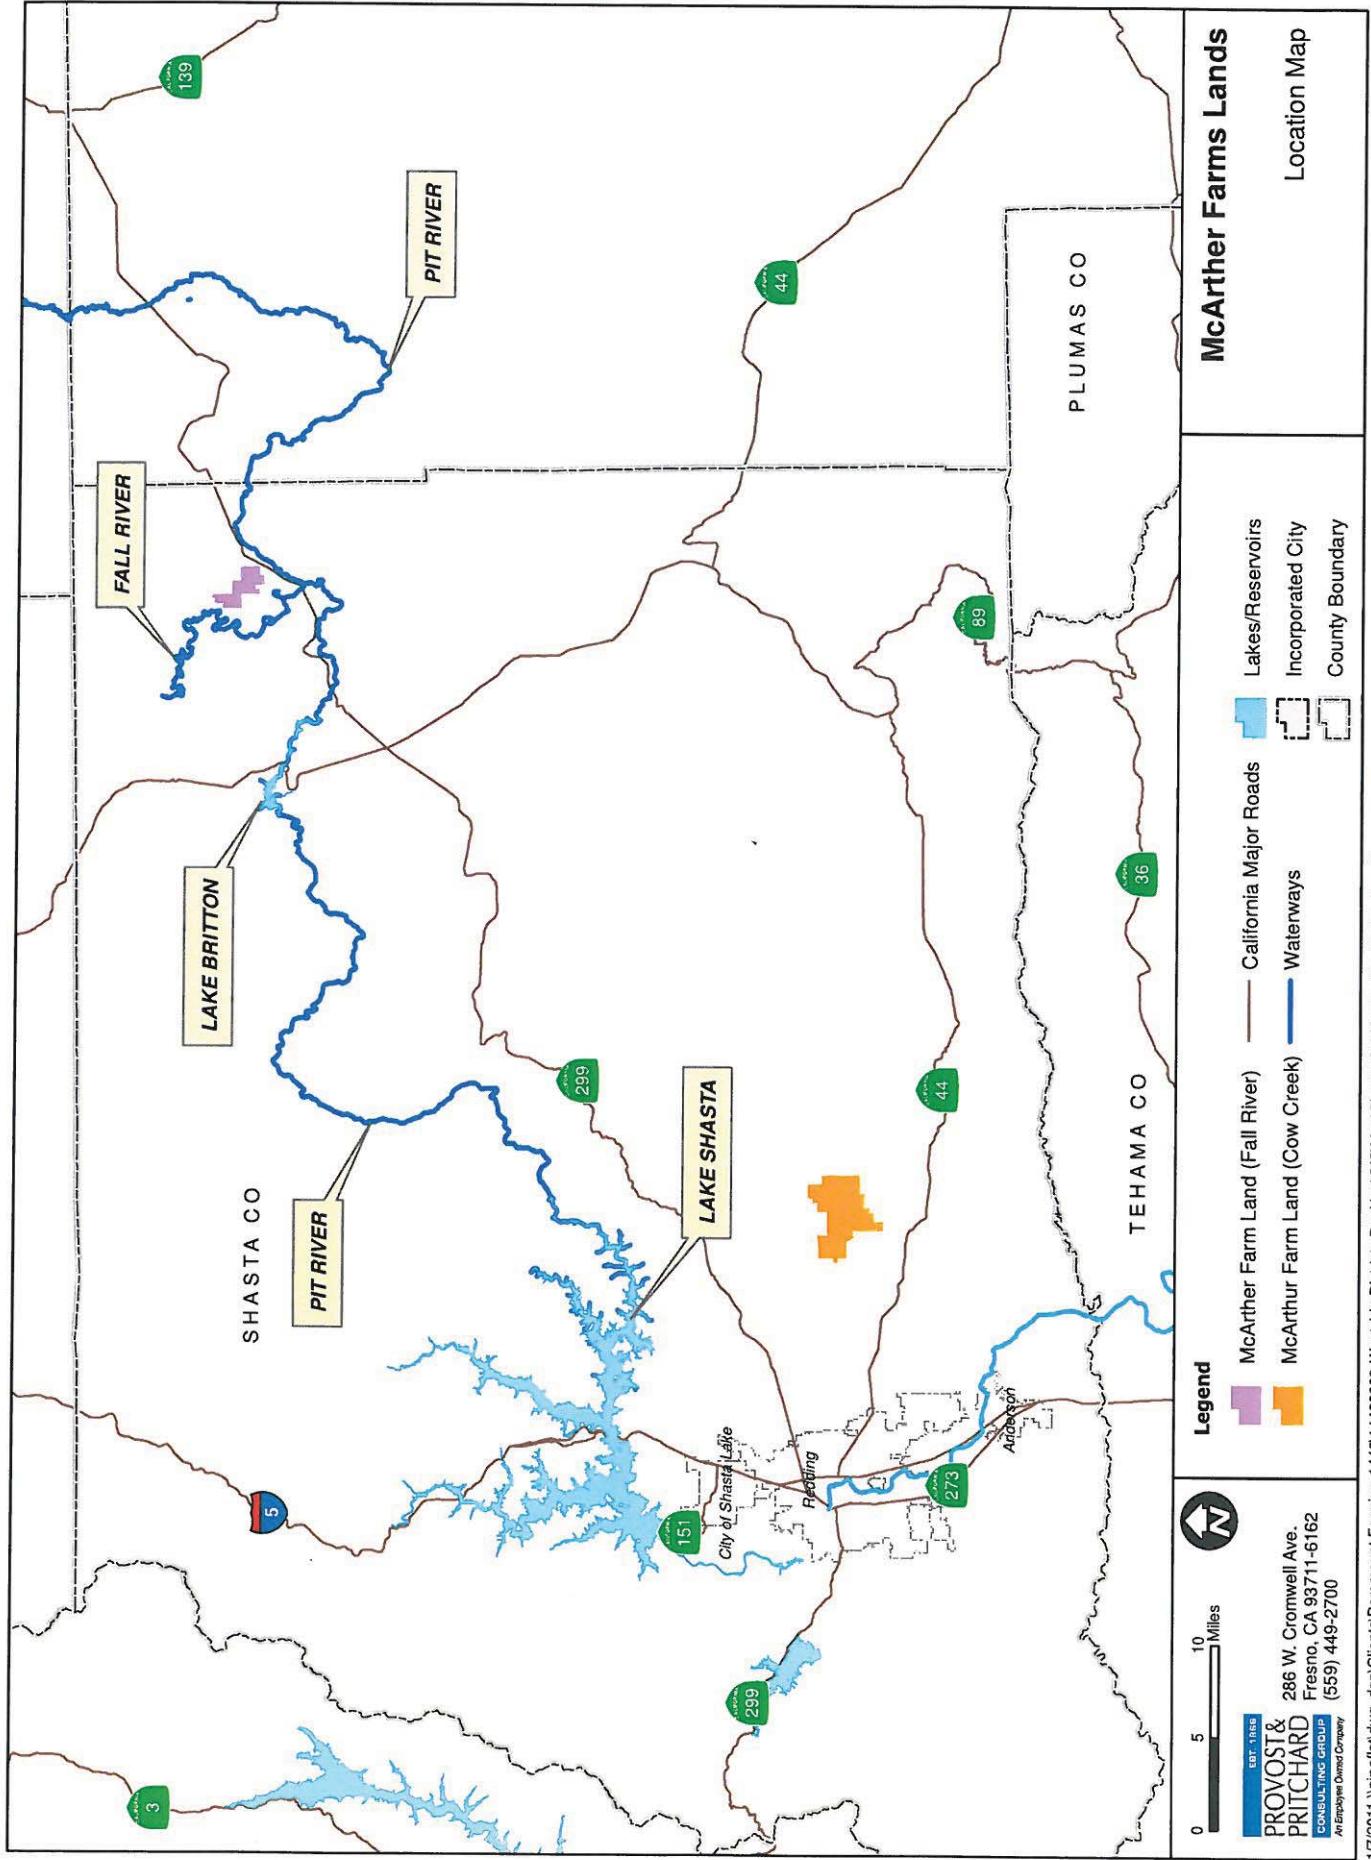 139
PIT RIVER
FALL RIVER
44
PLUMAS CO
89
LAKE BRITTON
299
36
PIT RIVER
SHASTA CO
LAKE SHASTA
44
TEHAMA CO
5
151
City of Shasta Lake
Redding
273
Anderson
299
3
McArther Farms Lands
Location Map
Legend
McArther Farm Land (Fall River)
McArthur Farm Land (Cow Creek)
California Major Roads
Waterways
Lakes/Reservoirs
Incorporated City
County Boundary
N
0 5 10
Miles
EST. 1968
PROVOST&
PRITCHARD
CONSULTING GROUP
An Employee Owned Company
286 W. Cromwell Ave.
Fresno, CA 93711-6162
(559) 449-2700